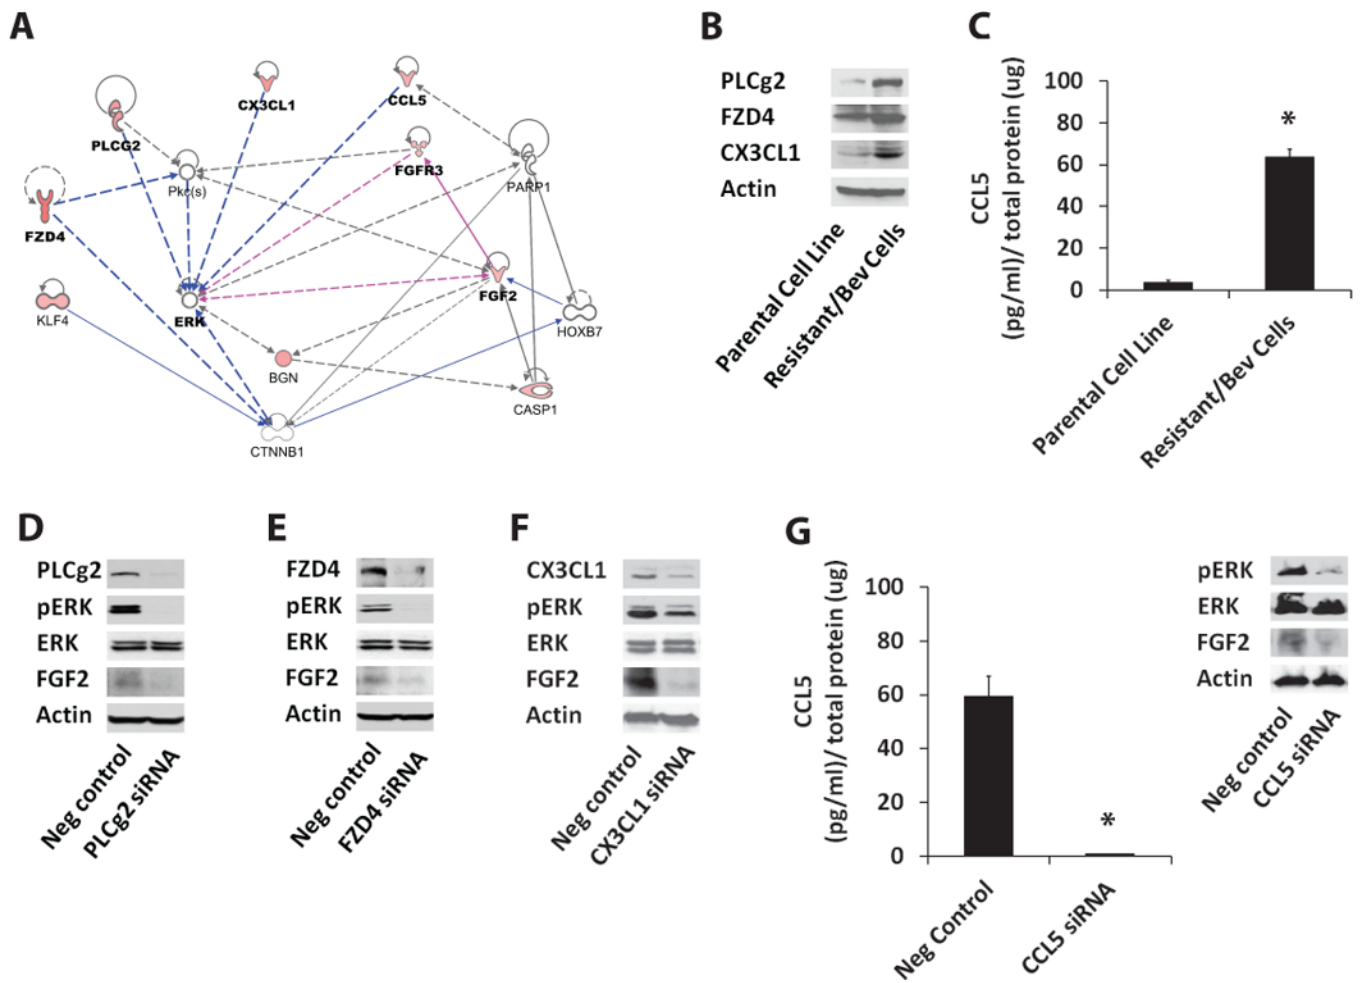 A
CX3CL1
CCL5
PLCG2
Pkc(s)
FGFR3
PARP1
FZD4
KLF4
ERK
FGF2
HOXB7
BGN
CASP1
CTNNB1
B
PLCg2
FZD4
CX3CL1
Actin
Parental Cell Line
Resistant/Bev Cells
C
CCL5
(pg/ml)/ total protein (ug)
100
80
60
40
20
0
*
Parental Cell Line
Resistant/Bev Cells
D
PLCg2
pERK
ERK
FGF2
Actin
Neg control
PLCg2 siRNA
E
FZD4
pERK
ERK
FGF2
Actin
Neg control
FZD4 siRNA
F
CX3CL1
pERK
ERK
FGF2
Actin
Neg control
CX3CL1 siRNA
G
CCL5
(pg/ml)/ total protein (ug)
100
80
60
40
20
0
*
Neg Control
CCL5 siRNA
pERK
ERK
FGF2
Actin
Neg control
CCL5 siRNA